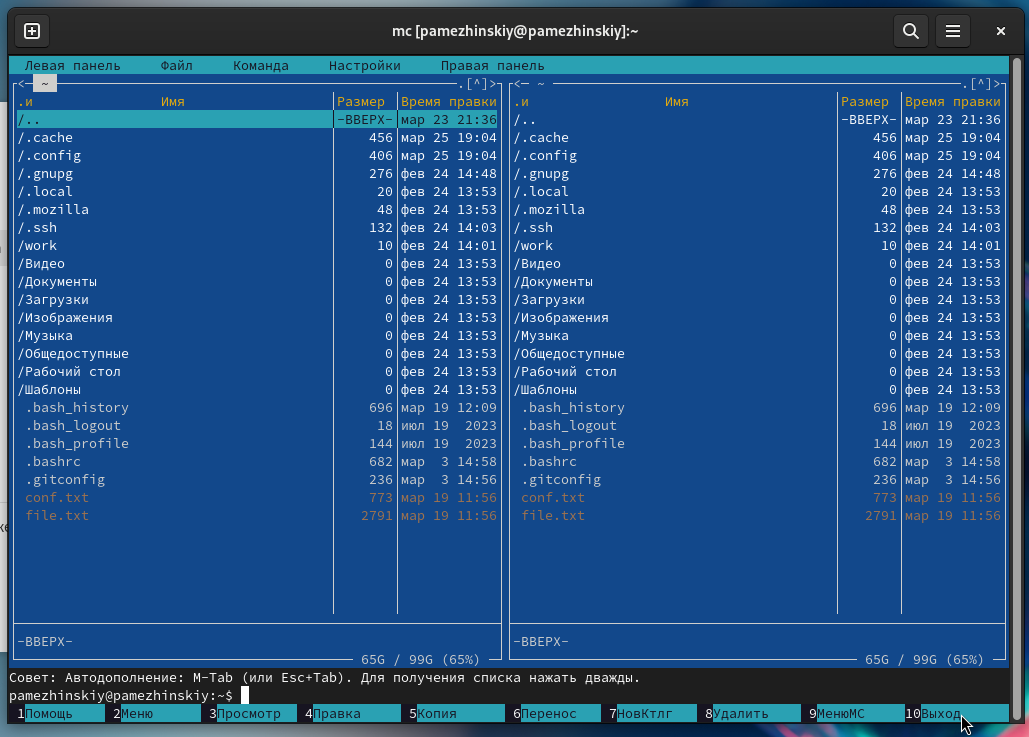 mc [pamezhinskiy@pamezhinskiy]:~
Левая панель Файл Команда Настройки Правая панель
<─ ~ .[^]> <─ ~ .[^]>
.и Имя Размер Время правки .и Имя Размер Время правки
/.. -ВВЕРХ- мар 23 21:36 /.. -ВВЕРХ- мар 23 21:36
/.cache 456 мар 25 19:04 /.cache 456 мар 25 19:04
/.config 406 мар 25 19:04 /.config 406 мар 25 19:04
/.gnupg 276 фев 24 14:48 /.gnupg 276 фев 24 14:48
/.local 20 фев 24 13:53 /.local 20 фев 24 13:53
/.mozilla 48 фев 24 13:53 /.mozilla 48 фев 24 13:53
/.ssh 132 фев 24 14:03 /.ssh 132 фев 24 14:03
/work 10 фев 24 14:01 /work 10 фев 24 14:01
/Видео 0 фев 24 13:53 /Видео 0 фев 24 13:53
/Документы 0 фев 24 13:53 /Документы 0 фев 24 13:53
/Загрузки 0 фев 24 13:53 /Загрузки 0 фев 24 13:53
/Изображения 0 фев 24 13:53 /Изображения 0 фев 24 13:53
/Музыка 0 фев 24 13:53 /Музыка 0 фев 24 13:53
/Общедоступные 0 фев 24 13:53 /Общедоступные 0 фев 24 13:53
/Рабочий стол 0 фев 24 13:53 /Рабочий стол 0 фев 24 13:53
/Шаблоны 0 фев 24 13:53 /Шаблоны 0 фев 24 13:53
.bash_history 696 мар 19 12:09 .bash_history 696 мар 19 12:09
.bash_logout 18 июл 19 2023 .bash_logout 18 июл 19 2023
.bash_profile 144 июл 19 2023 .bash_profile 144 июл 19 2023
.bashrc 682 мар 3 14:58 .bashrc 682 мар 3 14:58
.gitconfig 236 мар 3 14:56 .gitconfig 236 мар 3 14:56
conf.txt 773 мар 19 11:56 conf.txt 773 мар 19 11:56
file.txt 2791 мар 19 11:56 file.txt 2791 мар 19 11:56
-ВВЕРХ- -ВВЕРХ-
65G / 99G (65%) 65G / 99G (65%)
Совет: Автодополнение: M-Tab (или Esc+Tab). Для получения списка нажать дважды.
pamezhinskiy@pamezhinskiy:~$
1Помощь 2Меню 3Просмотр 4Правка 5Копия 6Перенос 7НовКтлг 8Удалить 9МенюМС 10Выход